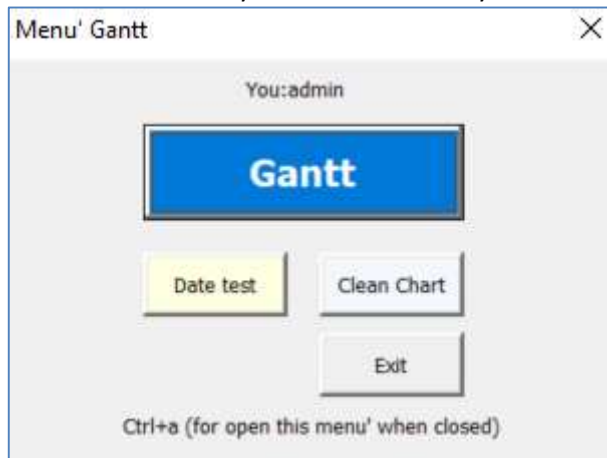 Menu' Gantt
You:admin
Gantt
Date test Clean Chart
Exit
Ctrl+a (for open this menu' when closed)